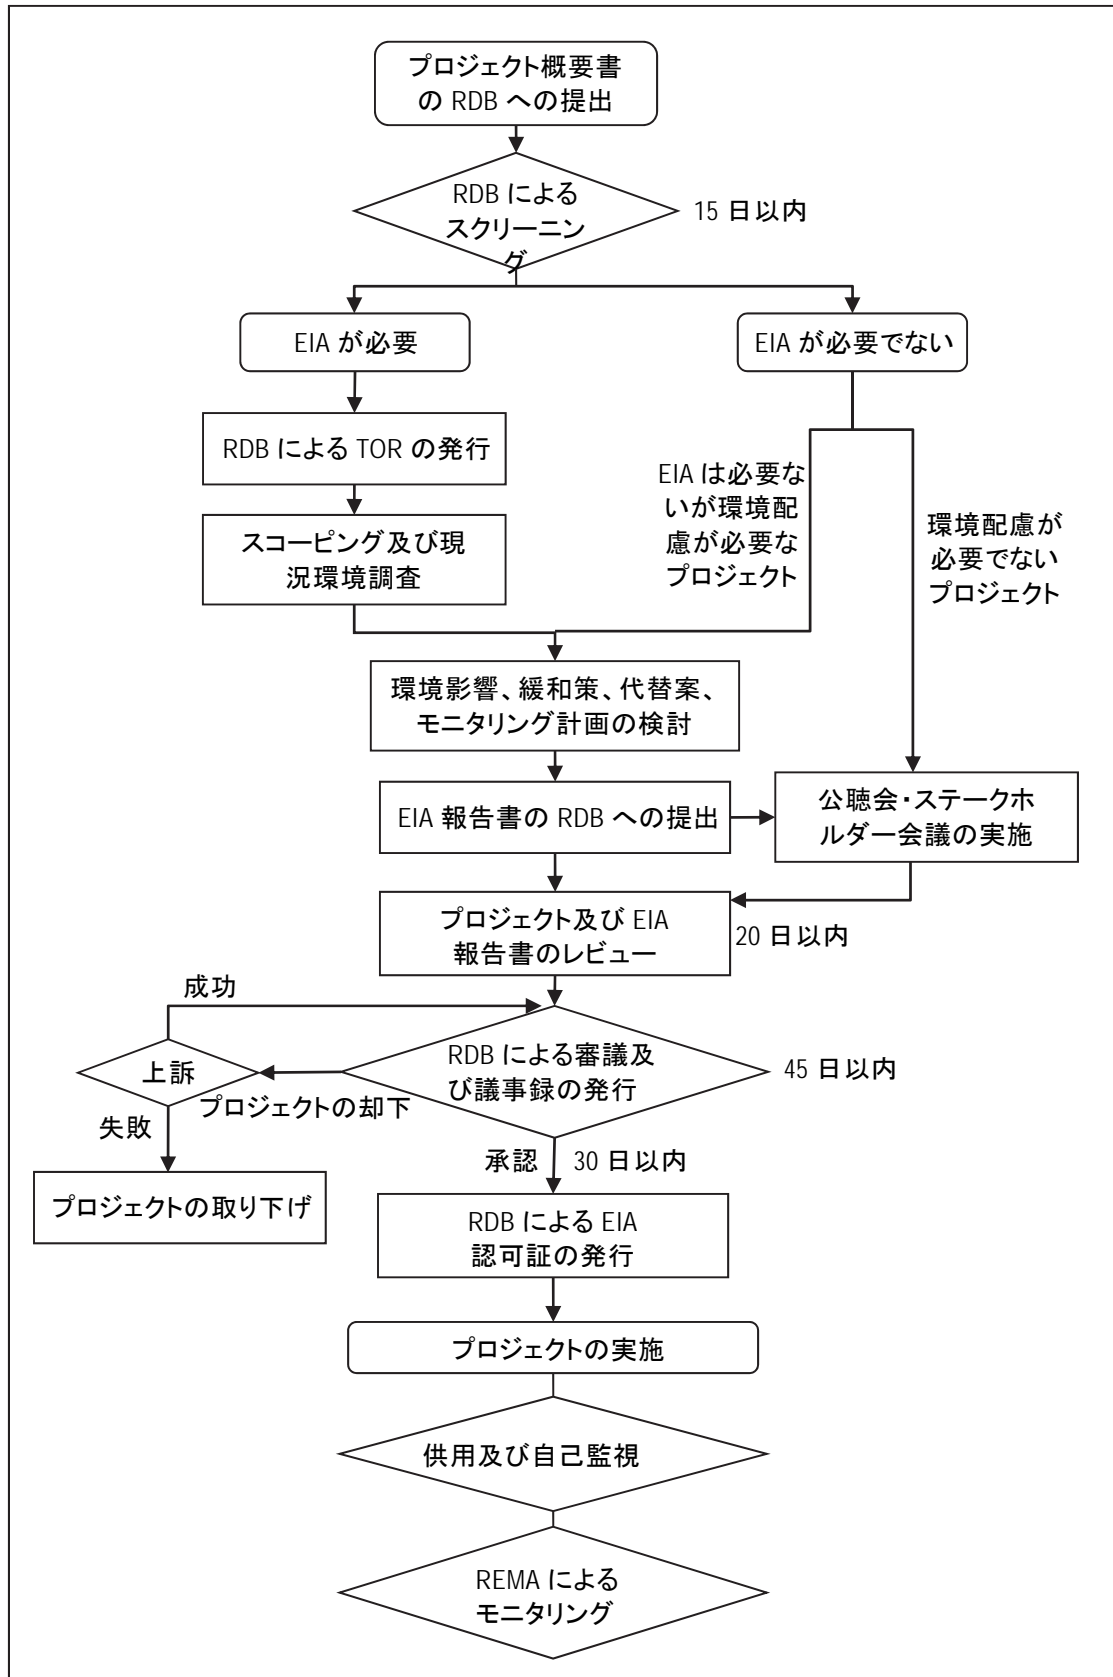 プロジェクト概要書
の RDB への提出
RDB による
スクリーニン
グ
15 日以内
EIA が必要
EIA が必要でない
RDB による TOR の発行
スコーピング及び現
況環境調査
EIA は必要な
いが環境配
慮が必要な
プロジェクト
環境配慮が
必要でない
プロジェクト
環境影響、緩和策、代替案、
モニタリング計画の検討
EIA 報告書の RDB への提出
公聴会・ステークホ
ルダー会議の実施
プロジェクト及び EIA
報告書のレビュー
20 日以内
成功
上訴
RDB による審議及
び議事録の発行
45 日以内
プロジェクトの却下
失敗
承認
30 日以内
プロジェクトの取り下げ
RDB による EIA
認可証の発行
プロジェクトの実施
供用及び自己監視
REMA による
モニタリング